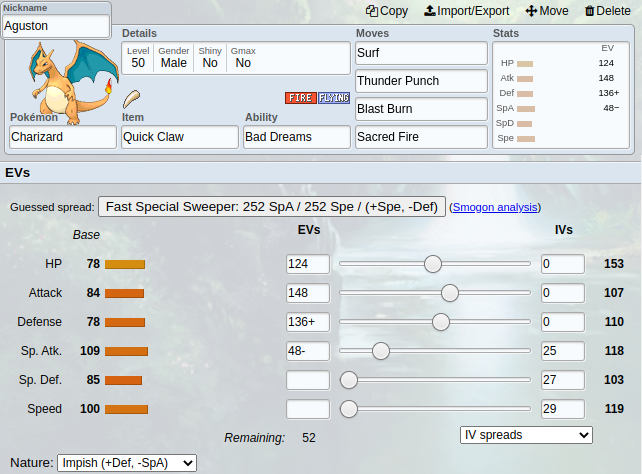 Nickname
Aguston
Copy Import/Export Move Delete
Details
Level Gender Shiny Gmax
50 Male No No
FIRE FLYING
Pokémon Item Ability
Charizard Quick Claw Bad Dreams
Moves
Surf
Thunder Punch
Blast Burn
Sacred Fire
Stats
EV
HP 124
Atk 148
Def 136+
SpA 48−
SpD
Spe
EVs
Guessed spread: Fast Special Sweeper: 252 SpA / 252 Spe / (+Spe, -Def) (Smogon analysis)
Base EVs IVs
HP 78 124 0 153
Attack 84 148 0 107
Defense 78 136+ 0 110
Sp. Atk. 109 48- 25 118
Sp. Def. 85 27 103
Speed 100 29 119
Remaining: 52 IV spreads
Nature: Impish (+Def, -SpA)